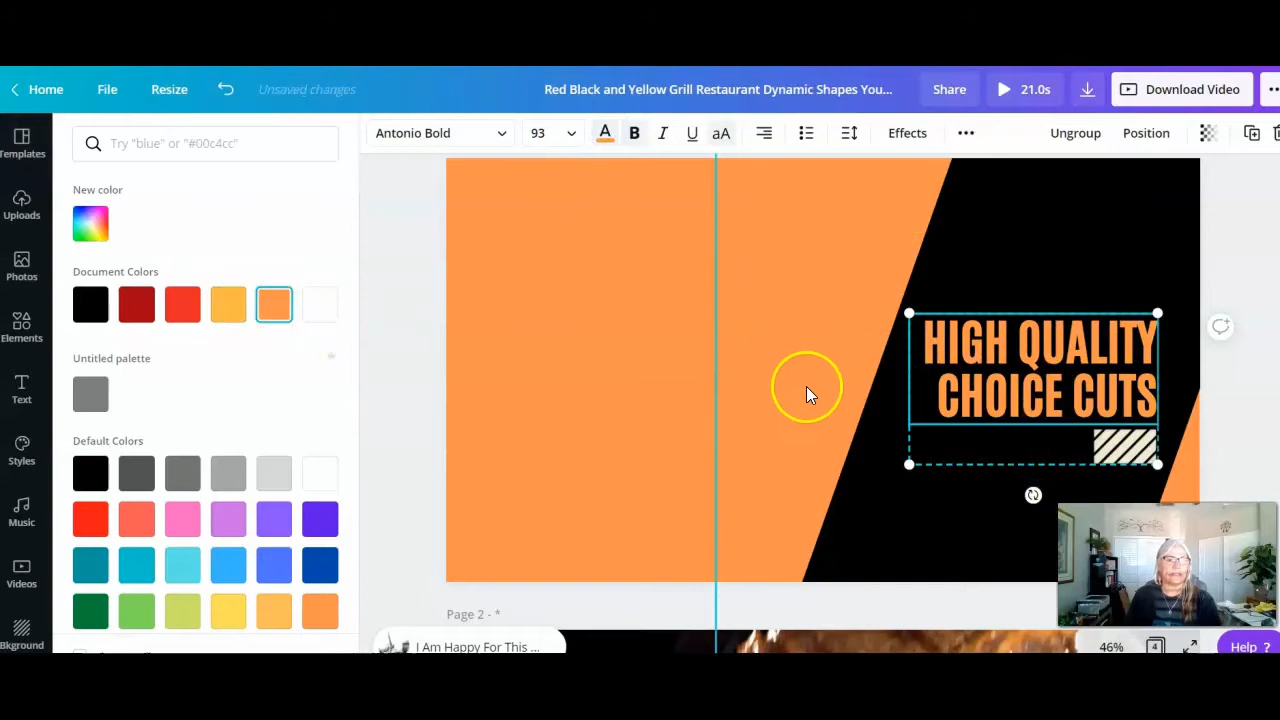 Home
File
Resize
Unsaved changes
Red Black and Yellow Grill Restaurant Dynamic Shapes You...
Share
21.0s
Download Video
Templates
Uploads
Photos
Elements
Text
Styles
Music
Videos
Bkground
Try "blue" or "#00c4cc"
New color
Document Colors
Untitled palette
Default Colors
Antonio Bold
93
A
B
I
U
aA
Effects
Ungroup
Position
HIGH QUALITY
CHOICE CUTS
Page 2 - *
I Am Happy For This ...
46%
4
Help ?